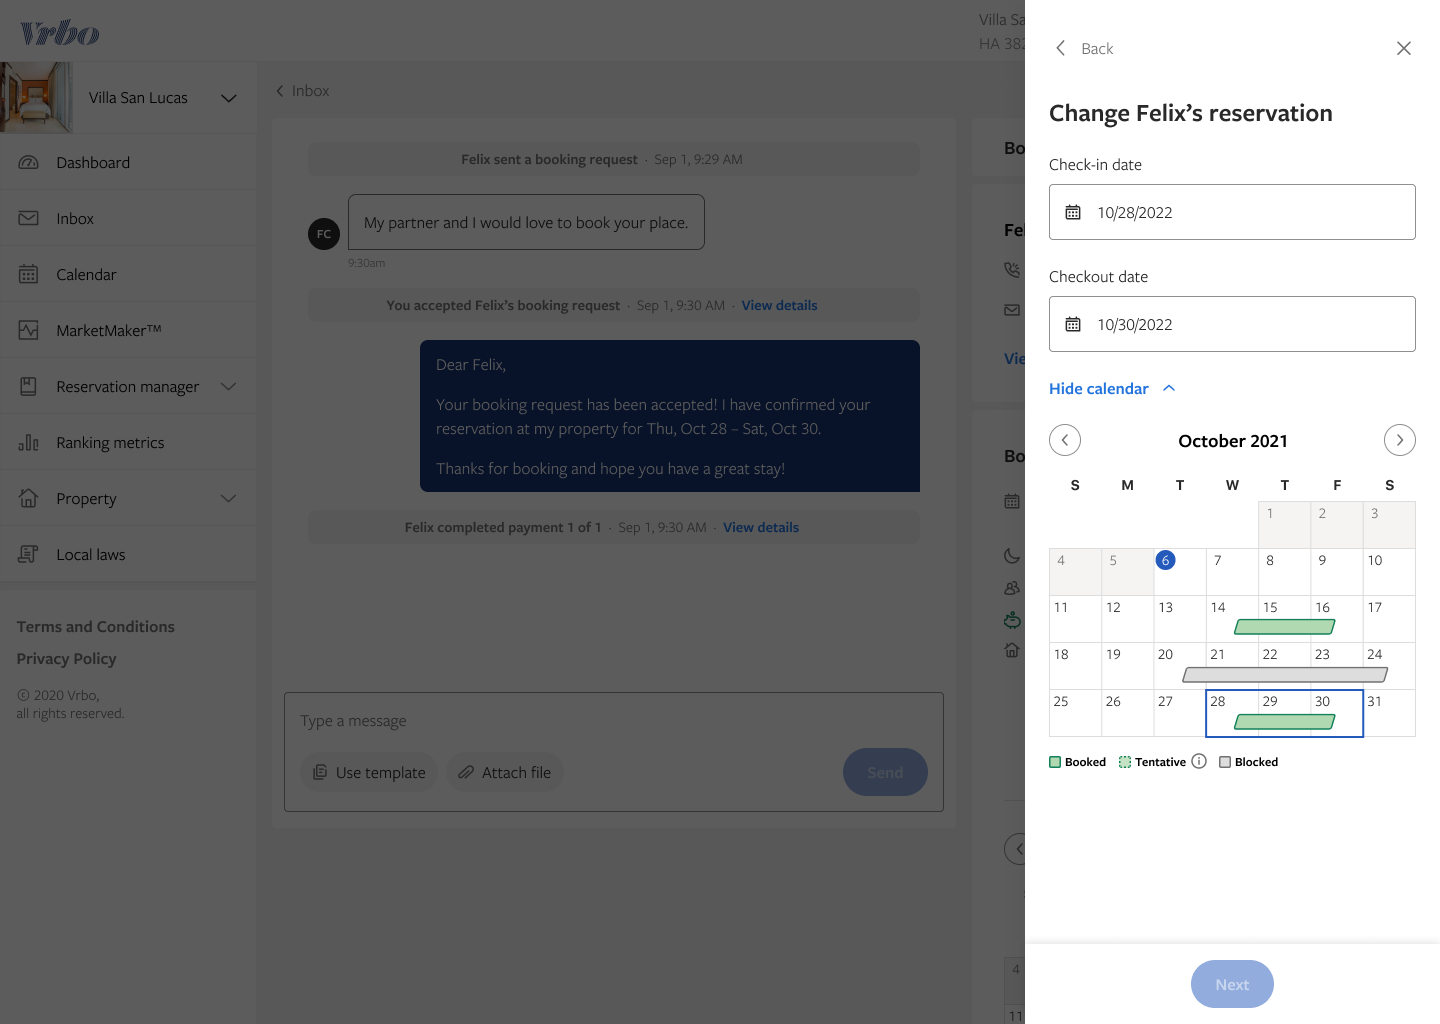 Vrbo
Villa Sa
HA 382
Villa San Lucas
Dashboard
Inbox
Calendar
MarketMaker™
Reservation manager
Ranking metrics
Property
Local laws
Terms and Conditions
Privacy Policy
© 2020 Vrbo,
all rights reserved.
Inbox
Felix sent a booking request · Sep 1, 9:29 AM
FC
My partner and I would love to book your place.
9:30am
You accepted Felix's booking request · Sep 1, 9:30 AM · View details
Dear Felix,
Your booking request has been accepted! I have confirmed your
reservation at my property for Thu, Oct 28 – Sat, Oct 30.
Thanks for booking and hope you have a great stay!
Felix completed payment 1 of 1 · Sep 1, 9:30 AM · View details
Type a message
Use template
Attach file
Send
Bo
Fel
Vie
Bo
4
11
Back
Change Felix's reservation
Check-in date
10/28/2022
Checkout date
10/30/2022
Hide calendar
October 2021
S M T W T F S
1 2 3
4 5 6 7 8 9 10
11 12 13 14 15 16 17
18 19 20 21 22 23 24
25 26 27 28 29 30 31
Booked Tentative Blocked
Next